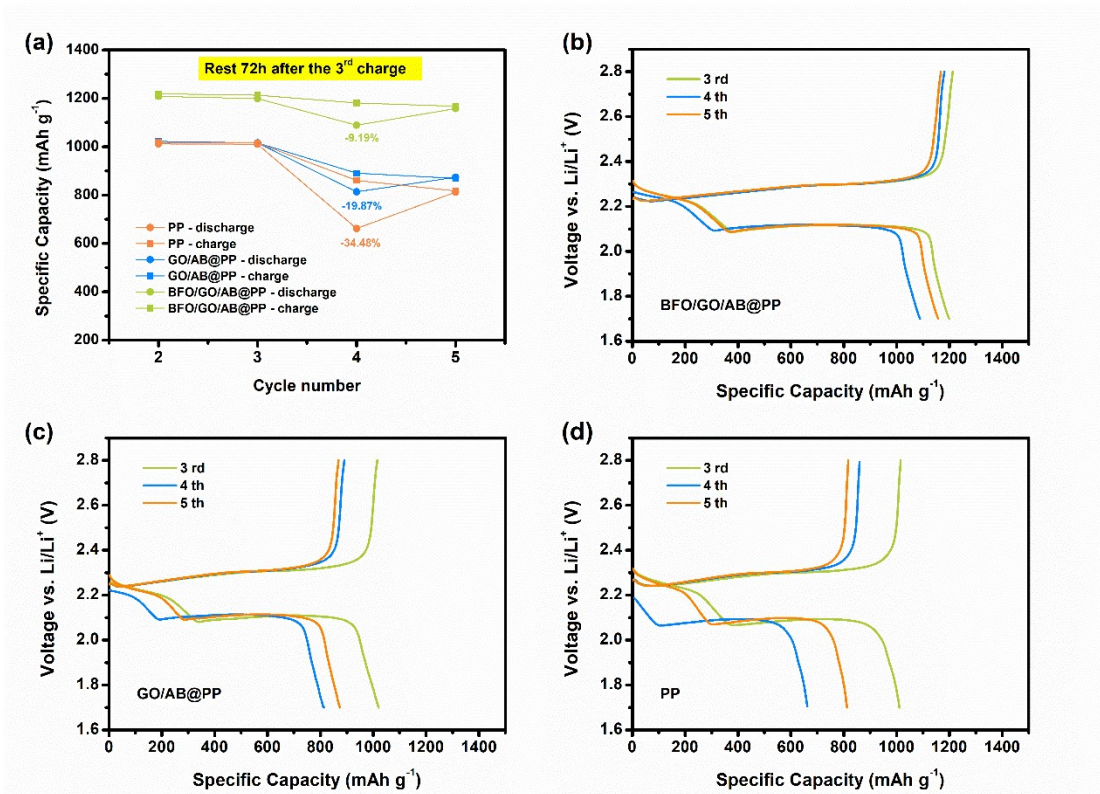 (a)
Rest 72h after the 3rd charge
Specific Capacity (mAh g-1)
1400
1200
1000
800
600
400
200
-9.19%
-19.87%
-34.48%
PP - discharge
PP - charge
GO/AB@PP - discharge
GO/AB@PP - charge
BFO/GO/AB@PP - discharge
BFO/GO/AB@PP - charge
2 3 4 5
Cycle number
(b)
Voltage vs. Li/Li+ (V)
2.8
2.6
2.4
2.2
2.0
1.8
1.6
3 rd
4 th
5 th
BFO/GO/AB@PP
0 200 400 600 800 1000 1200 1400
Specific Capacity (mAh g-1)
(c)
Voltage vs. Li/Li+ (V)
2.8
2.6
2.4
2.2
2.0
1.8
1.6
3 rd
4 th
5 th
GO/AB@PP
0 200 400 600 800 1000 1200 1400
Specific Capacity (mAh g-1)
(d)
Voltage vs. Li/Li+ (V)
2.8
2.6
2.4
2.2
2.0
1.8
1.6
3 rd
4 th
5 th
PP
0 200 400 600 800 1000 1200 1400
Specific Capacity (mAh g-1)